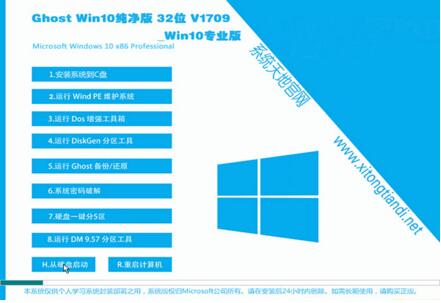 Ghost Win10纯净版 32位 V1709
_Win10专业版
Microsoft Windows 10 x86 Professional
系统天地官网
www.xitongtiandi.net
1.安装系统到C盘
2.运行 Wind PE 维护系统
3.运行 Dos 增强工具箱
4.运行 DiskGen 分区工具
5.运行 Ghost 备份/还原
6.系统密码破解
7.硬盘一键分5区
8.运行 DM 9.57 分区工具
H.从硬盘启动
R.重启计算机
本系统仅供个人学习系统封装部署之用，系统版权归Microsoft公司所有。请在安装后24小时内删除。如需长期使用，请购买正版。